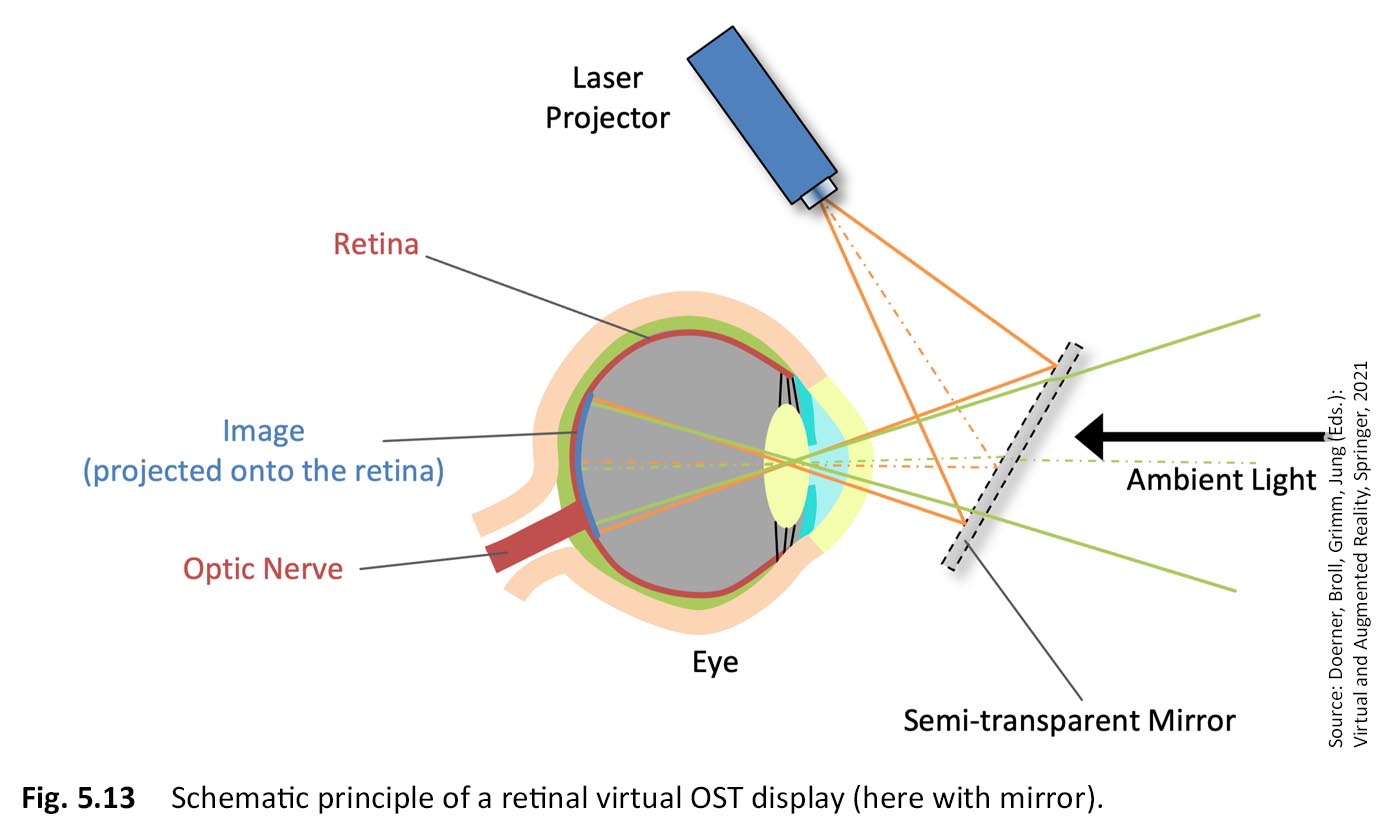 Laser
Projector
Retina
Image
(projected onto the retina)
Optic Nerve
Eye
Ambient Light
Semi-transparent Mirror
Source: Doerner, Broll, Grimm, Jung (Eds.):
Virtual and Augmented Reality, Springer, 2021
Fig. 5.13 Schematic principle of a retinal virtual OST display (here with mirror).